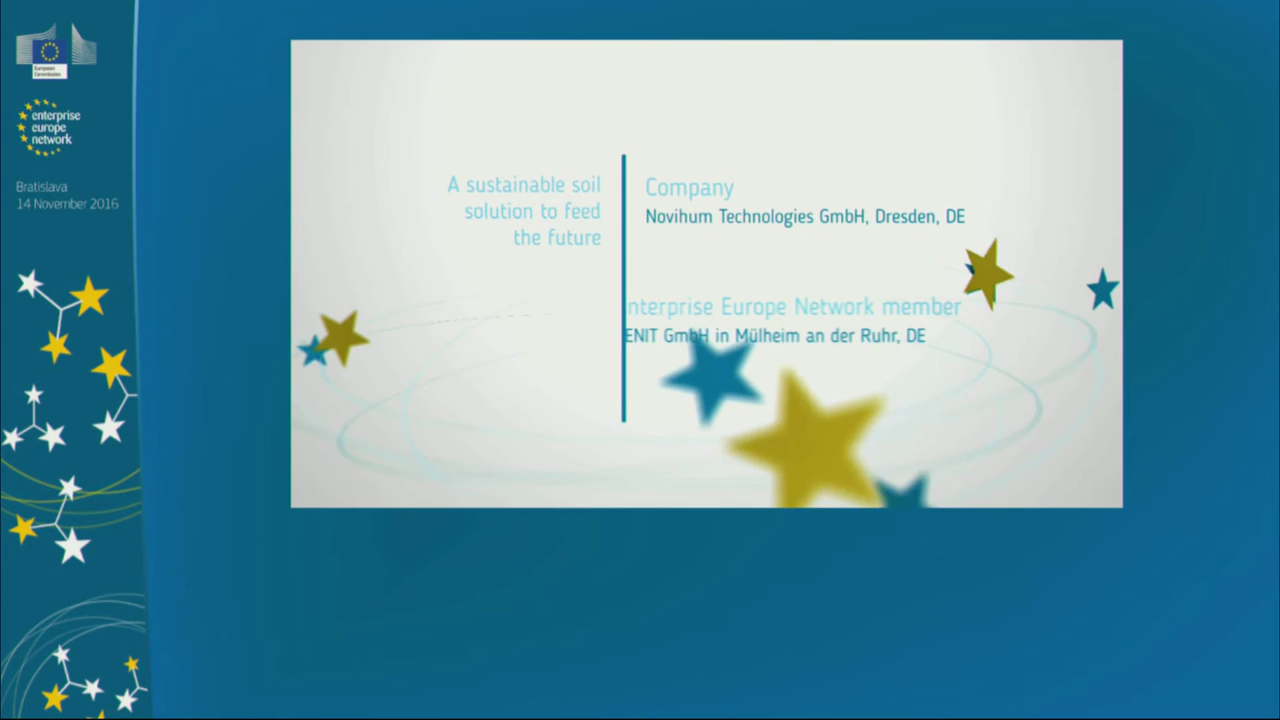 European
Commission
enterprise
europe
network
Bratislava
14 November 2016
A sustainable soil
solution to feed
the future
Company
Novihum Technologies GmbH, Dresden, DE
nterprise Europe Network member
ENIT GmbH in Mülheim an der Ruhr, DE